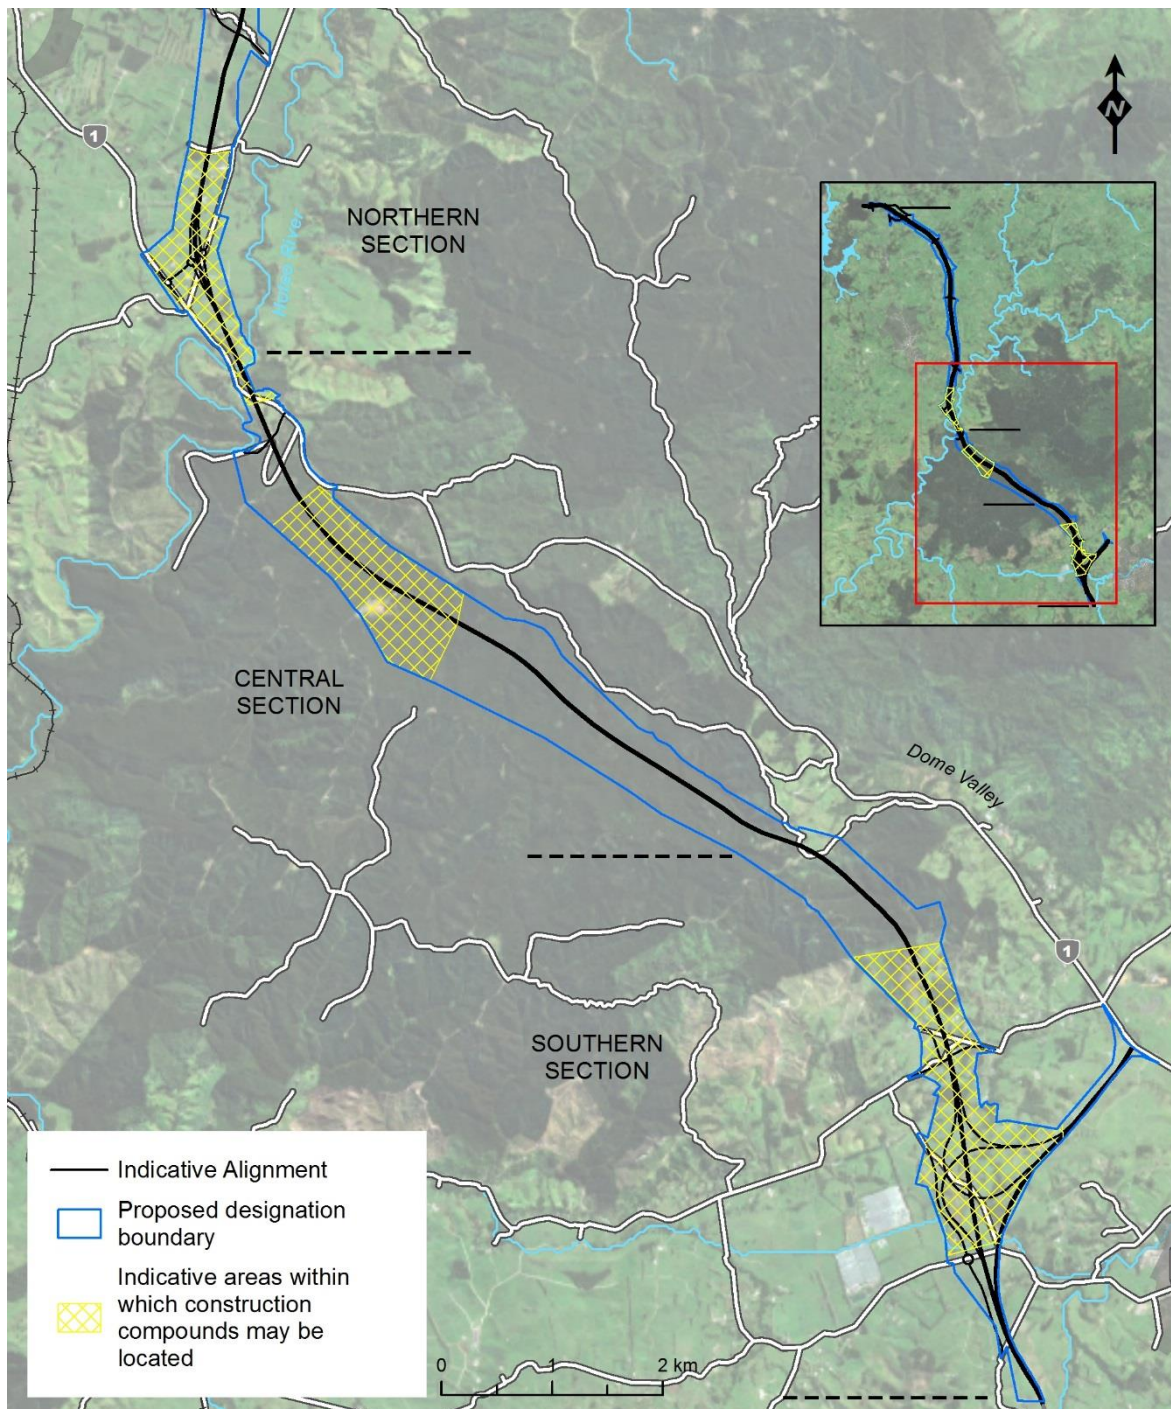 1
N
NORTHERN
SECTION
Hoteo River
CENTRAL
SECTION
Dome Valley
1
SOUTHERN
SECTION
Indicative Alignment
Proposed designation
boundary
Indicative areas within
which construction
compounds may be
located
0 1 2 km